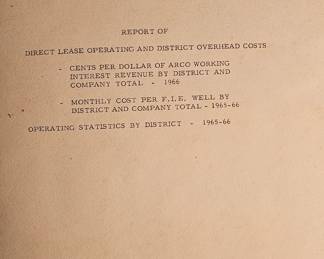 REPORT OF
DIRECT LEASE OPERATING AND DISTRICT OVERHEAD COSTS
- CENTS PER DOLLAR OF ARCO WORKING
INTEREST REVENUE BY DISTRICT AND
COMPANY TOTAL - 1966
- MONTHLY COST PER F.I.E. WELL BY
DISTRICT AND COMPANY TOTAL - 1965-66
OPERATING STATISTICS BY DISTRICT - 1965-66